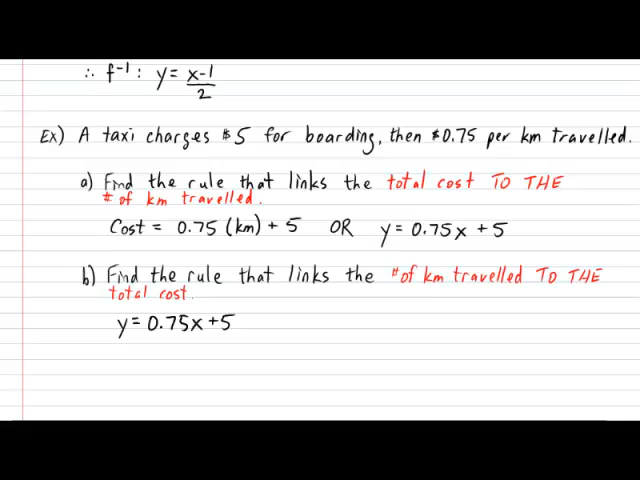 ∴ f⁻¹ : y = x-1
2
Ex) A taxi charges $5 for boarding, then $0.75 per km travelled.
a) Find the rule that links the total cost TO THE
# of km travelled.
Cost = 0.75 (km) + 5 OR y = 0.75x + 5
b) Find the rule that links the # of km travelled TO THE
total cost.
y = 0.75x + 5